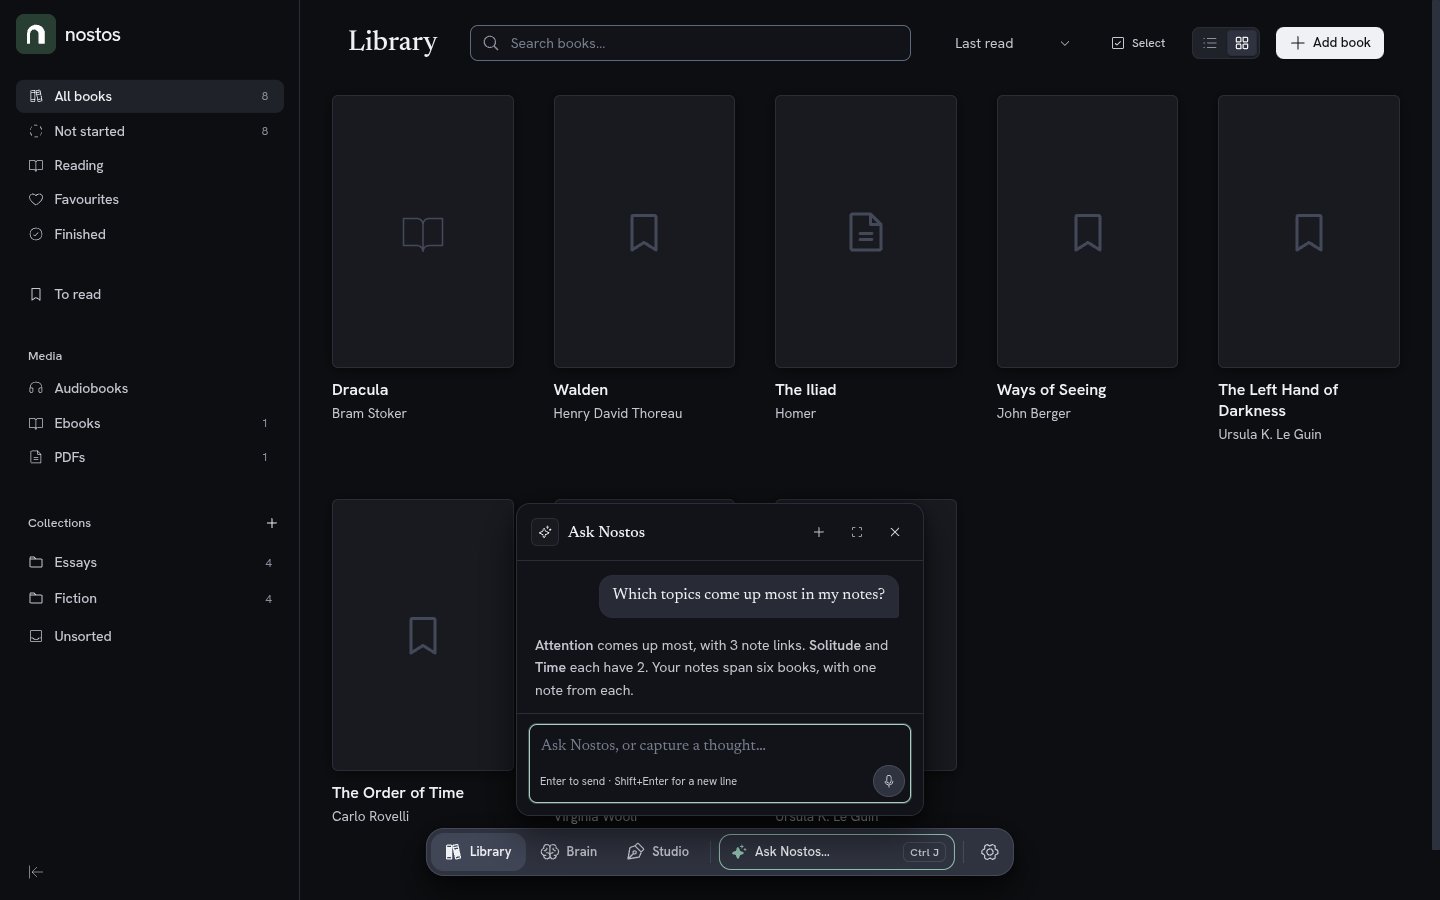 nostos
All books 8
Not started 8
Reading
Favourites
Finished
To read
Media
Audiobooks
Ebooks 1
PDFs 1
Collections
Essays 4
Fiction 4
Unsorted
Library
Search books...
Last read
Select
Add book
Dracula
Bram Stoker
Walden
Henry David Thoreau
The Iliad
Homer
Ways of Seeing
John Berger
The Left Hand of
Darkness
Ursula K. Le Guin
The Order of Time
Carlo Rovelli
Virginia Woolf
Ursula K. Le Guin
Ask Nostos
Which topics come up most in my notes?
Attention comes up most, with 3 note links. Solitude and
Time each have 2. Your notes span six books, with one
note from each.
Ask Nostos, or capture a thought...
Enter to send · Shift+Enter for a new line
Library
Brain
Studio
Ask Nostos...
Ctrl J